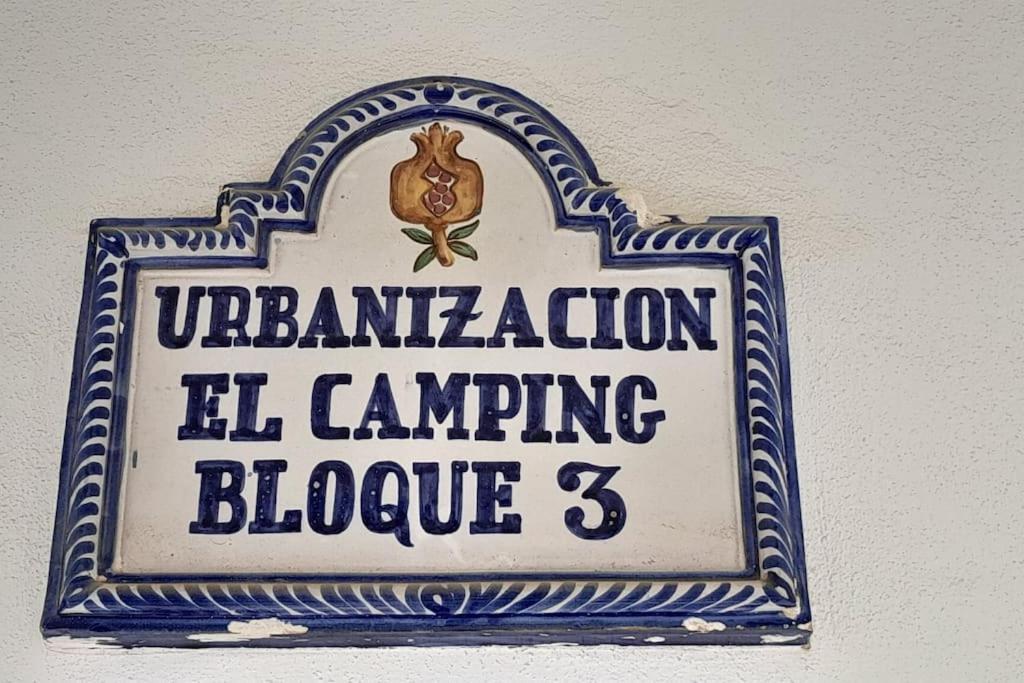 URBANIZACION
EL CAMPING
BLOQUE 3